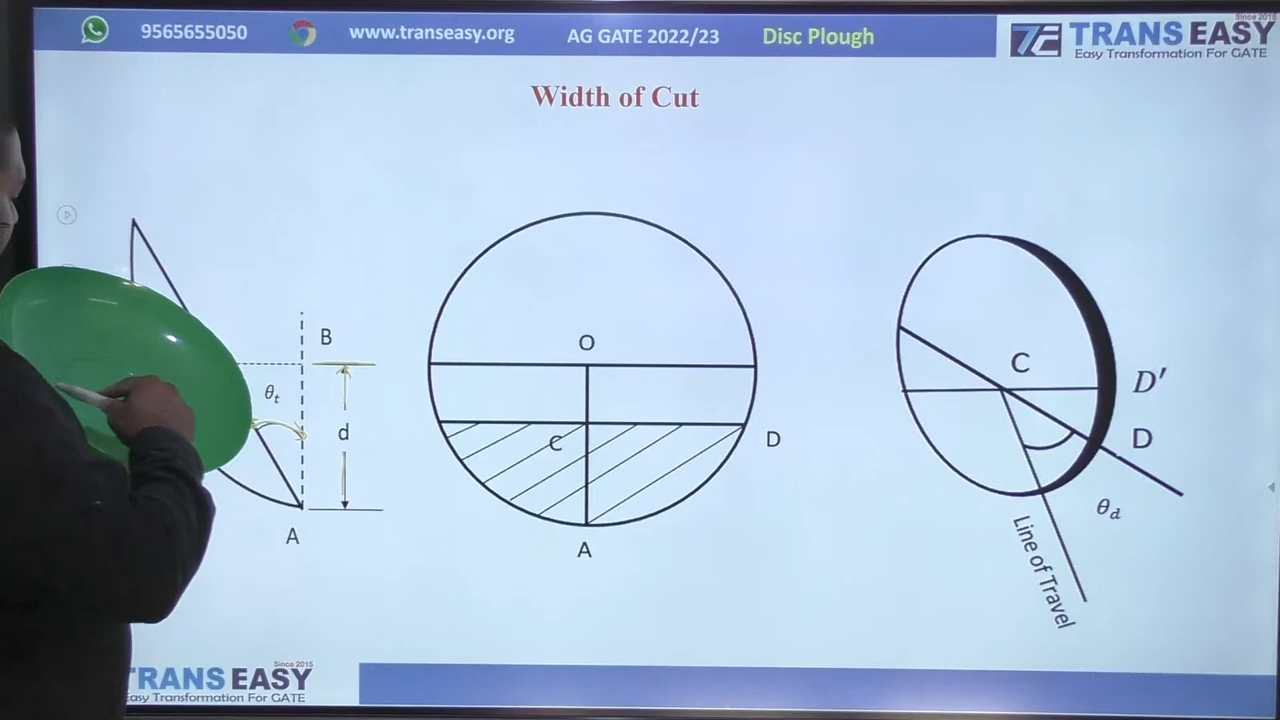 9565655050 www.transeasy.org AG GATE 2022/23 Disc Plough
Since 2015
TRANS EASY
Easy Transformation For GATE
Width of Cut
B
θt
d
A
O
C
D
A
C
D'
D
θd
Line of Travel
Since 2015
TRANS EASY
Easy Transformation For GATE